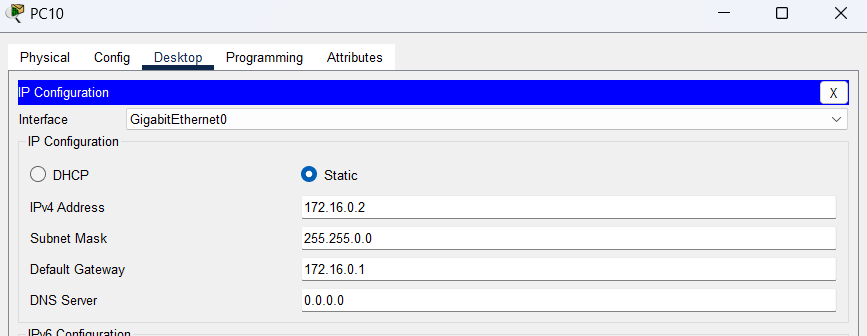 PC10
Physical Config Desktop Programming Attributes
IP Configuration X
Interface GigabitEthernet0
IP Configuration
DHCP Static
IPv4 Address 172.16.0.2
Subnet Mask 255.255.0.0
Default Gateway 172.16.0.1
DNS Server 0.0.0.0
IPv6 Configuration